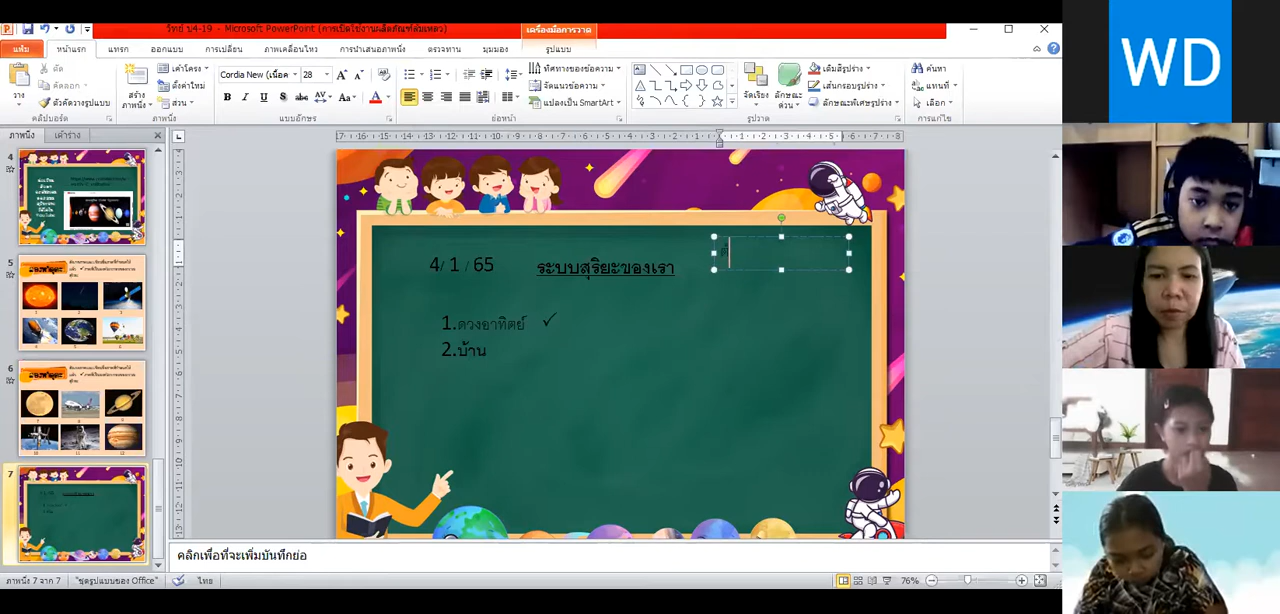 วิทย์ ป4-19 - Microsoft PowerPoint (การเปิดใช้งานผลิตภัณฑ์ล้มเหลว)
เครื่องมือการวาด
แฟ้ม หน้าแรก แทรก ออกแบบ การเปลี่ยน ภาพเคลื่อนไหว การนำเสนอภาพนิ่ง ตรวจทาน มุมมอง รูปแบบ
วาง
ตัด
คัดลอก
ตัวคัดวางรูปแบบ
คลิปบอร์ด
สร้าง
ภาพนิ่ง
เค้าโครง
ตั้งค่าใหม่
ส่วน
ภาพนิ่ง
Cordia New (เนื้อค 28
แบบอักษร
ทิศทางของข้อความ
จัดแนวข้อความ
แปลงเป็น SmartArt
ย่อหน้า
จัดเรียง
ลักษณะ
ด่วน
เติมสีรูปร่าง
เส้นกรอบรูปร่าง
ลักษณะพิเศษรูปร่าง
รูปวาด
ค้นหา
แทนที่
เลือก
การแก้ไข
ภาพนิ่ง เค้าร่าง
4
5
6
7
4/ 1 / 65 ระบบสุริยะของเรา
1.ดวงอาทิตย์ ✓
2.บ้าน
คลิกเพื่อที่จะเพิ่มบันทึกย่อ
ภาพนิ่ง 7 จาก 7 "ชุดรูปแบบของ Office" ไทย 76%
WD